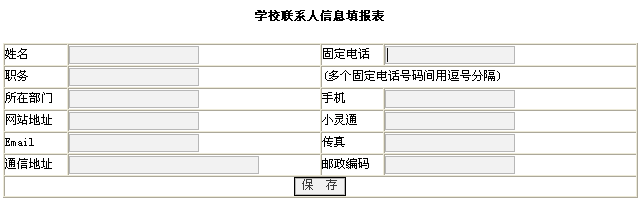 学校联系人信息填报表
姓名 固定电话
职务 (多个固定电话号码间用逗号分隔)
所在部门 手机
网站地址 小灵通
Email 传真
通信地址 邮政编码
保 存